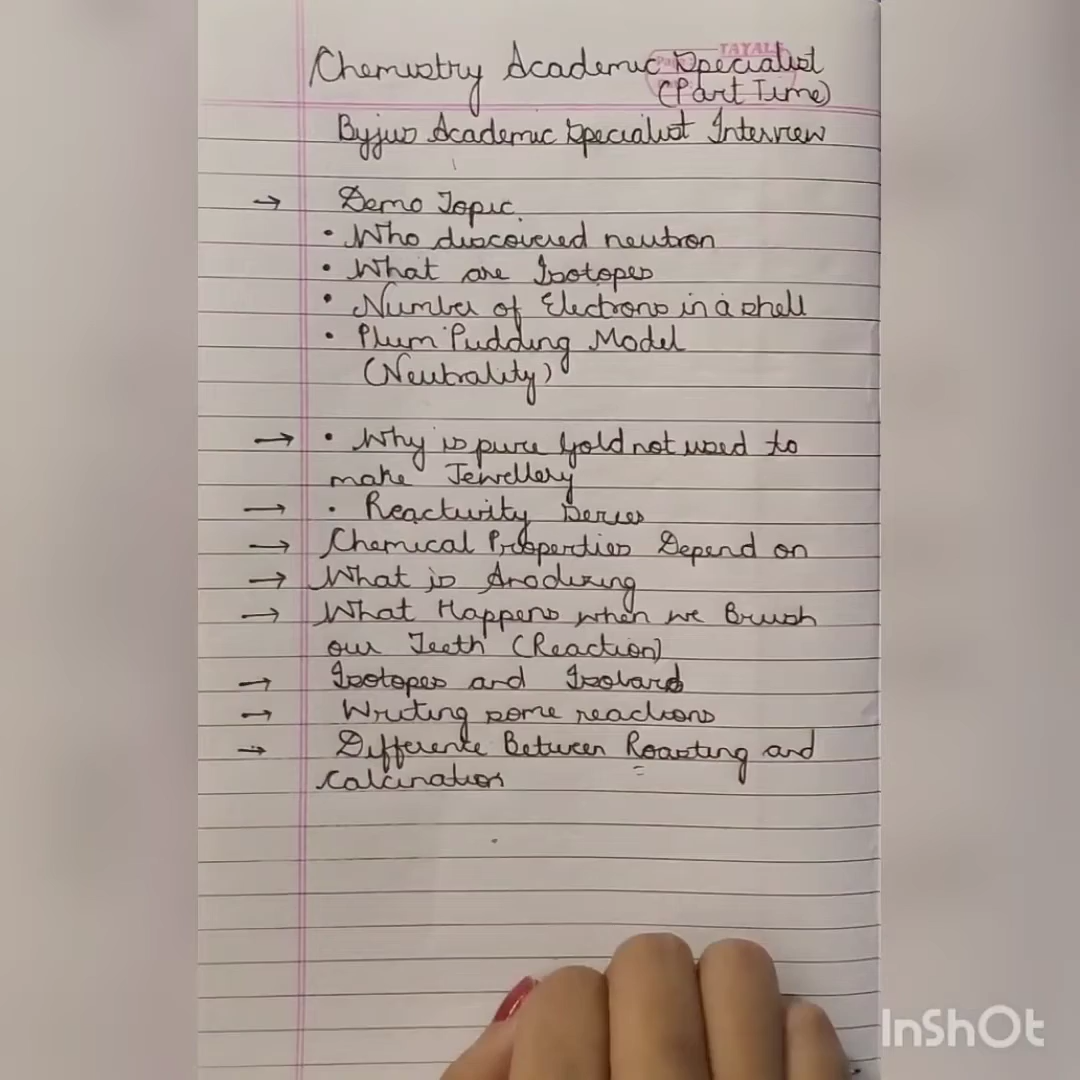 TAYAL
Chemistry Academic Specialist
(Part Time)
Byjus Academic Specialist Interview
→ Demo Topic.
• Who discovered neutron
• What are Isotopes
• Number of Electrons in a shell
• Plum Pudding Model
(Neutrality)
→ • Why is pure Gold not used to
make Jewellery
→ • Reactivity Series
→ Chemical Properties Depend on
→ What is Anodizing
→ What Happens when we Brush
our Teeth (Reaction)
→ Isotopes and Isobars
→ Writing some reactions
→ Difference Between Roasting and
Calcination
InShOt